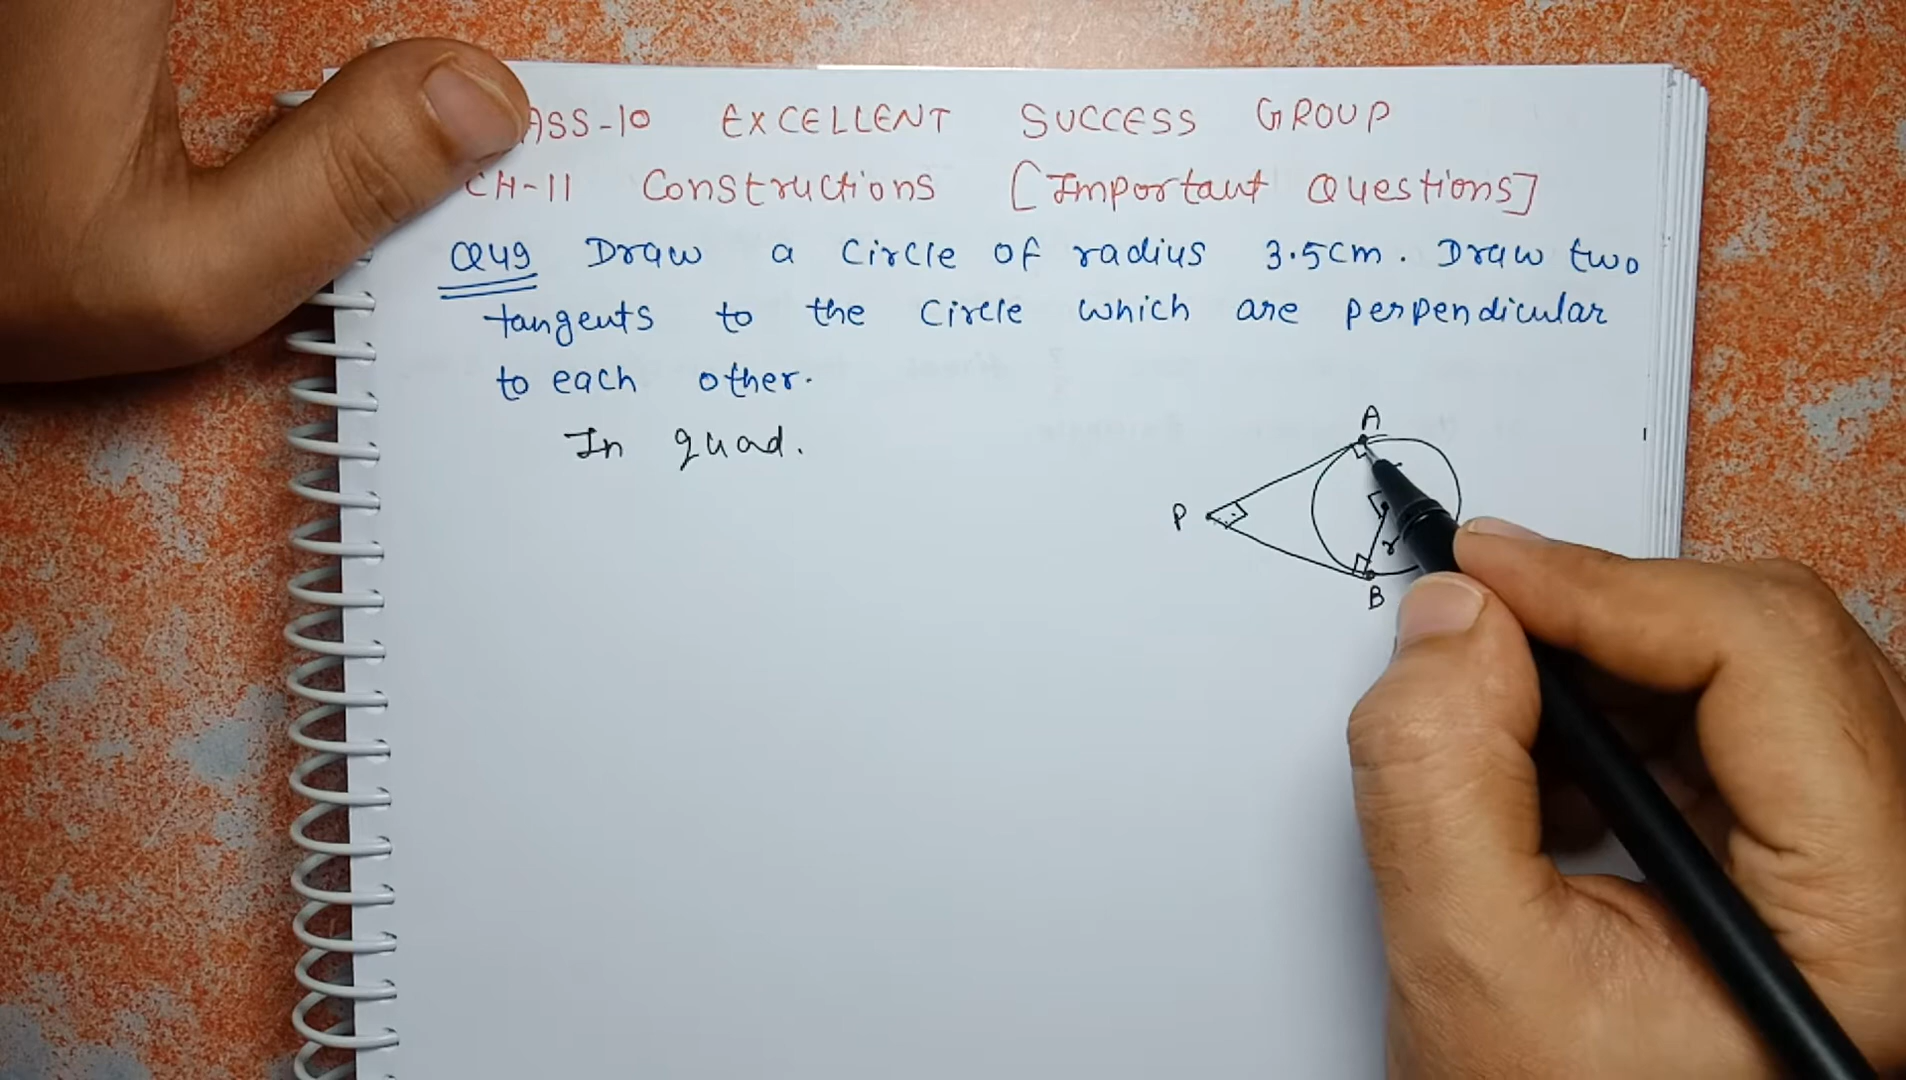 ASS-10 EXCELLENT SUCCESS GROUP
CH-11 Constructions [Important Questions]
Q49 Draw a Circle of radius 3.5cm. Draw two
tangents to the Circle which are perpendicular
to each other.
In quad.
A
P
r
B